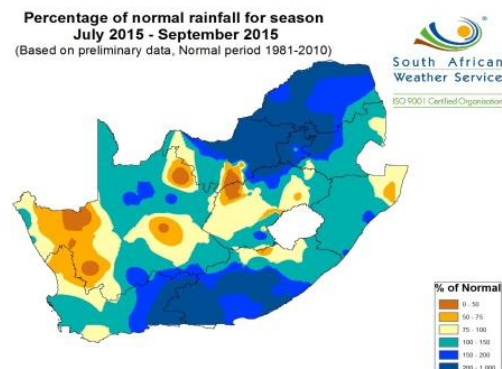 Percentage of normal rainfall for season
July 2015 - September 2015
(Based on preliminary data, Normal period 1981-2010)
South African
Weather Service
ISO 9001 Certified Organisation
% of Normal
0 - 50
50 - 75
75 - 100
100 - 150
150 - 200
200 - 1,000